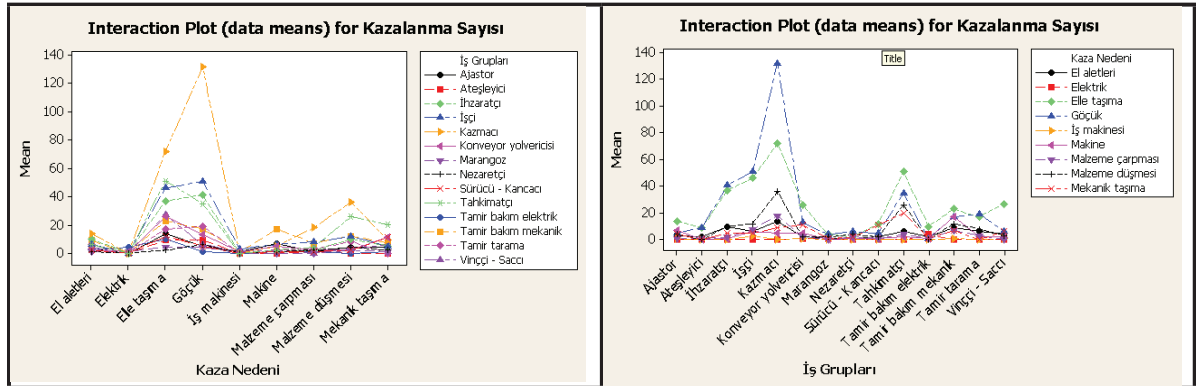 Interaction Plot (data means) for Kazalanma Sayısı
140
120
100
80
60
40
20
0
Mean
El aletleri
Elektrik
Elle taşıma
Göçük
İş makinesi
Makine
Malzeme çarpması
Malzeme düşmesi
Mekanik taşıma
Kaza Nedeni
İş Grupları
Ajastor
Ateşleyici
İhzaratçı
İşçi
Kazmacı
Konveyor yolvericisi
Marangoz
Nezaretçi
Sürücü - Kancacı
Tahkimatçı
Tamir bakım elektrik
Tamir bakım mekanik
Tamir tarama
Vinççi - Saccı
Interaction Plot (data means) for Kazalanma Sayısı
Title
140
120
100
80
60
40
20
0
Mean
Ajastor
Ateşleyici
İhzaratçı
İşçi
Kazmacı
Konveyor yolvericisi
Marangoz
Nezaretçi
Sürücü - Kancacı
Tahkimatçı
Tamir bakım elektrik
Tamir bakım mekanik
Tamir tarama
Vinççi - Saccı
İş Grupları
Kaza Nedeni
El aletleri
Elektrik
Elle taşıma
Göçük
İş makinesi
Makine
Malzeme çarpması
Malzeme düşmesi
Mekanik taşıma